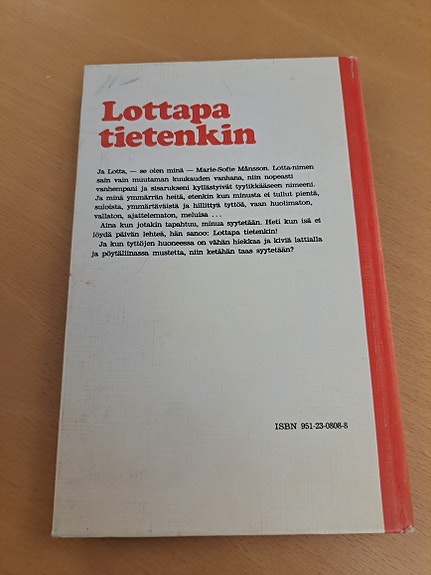 Lottapa
tietenkin
Ja Lotta, — se olen minä — Marie-Sofie Månsson. Lotta-nimen
sain vain muutaman kuukauden vanhana, niin nopeasti
vanhempani ja sisarukseni kyllästyivät tyylikkääseen nimeeni.
Ja minä ymmärrän heitä, etenkin kun minusta ei tullut pientä,
suloista, ymmärtäväistä ja hillittyä tyttöä, vaan huolimaton,
vallaton, ajattelematon, meluisa ...
Aina kun jotakin tapahtuu, minua syytetään. Heti kun isä ei
löydä päivän lehteä, hän sanoo: Lottapa tietenkin!
Ja kun tyttöjen huoneessa on vähän hiekkaa ja kiviä lattialla
ja pöytäliinassa mustetta, niin ketähän taas syytetään?
ISBN 951-23-0808-8